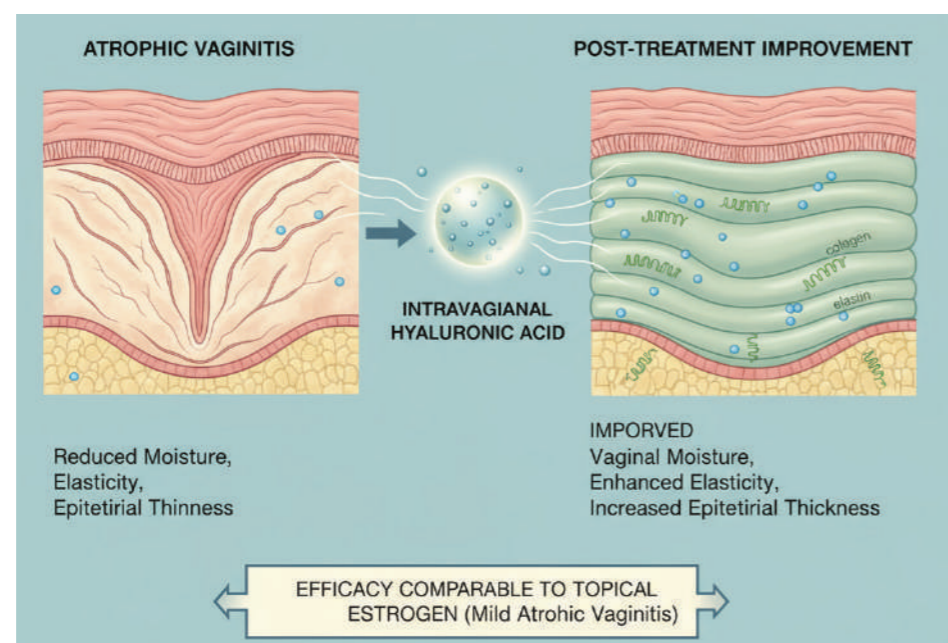 ATROPHIC VAGINITIS
POST-TREATMENT IMPROVEMENT
INTRAVAGIANAL
HYALURONIC ACID
colagen
elastin
Reduced Moisture,
Elasticity,
Epitetirial Thinness
IMPORVED
Vaginal Moisture,
Enhanced Elasticity,
Increased Epitetirial Thickness
EFFICACY COMPARABLE TO TOPICAL
ESTROGEN (Mild Atrohic Vaginitis)